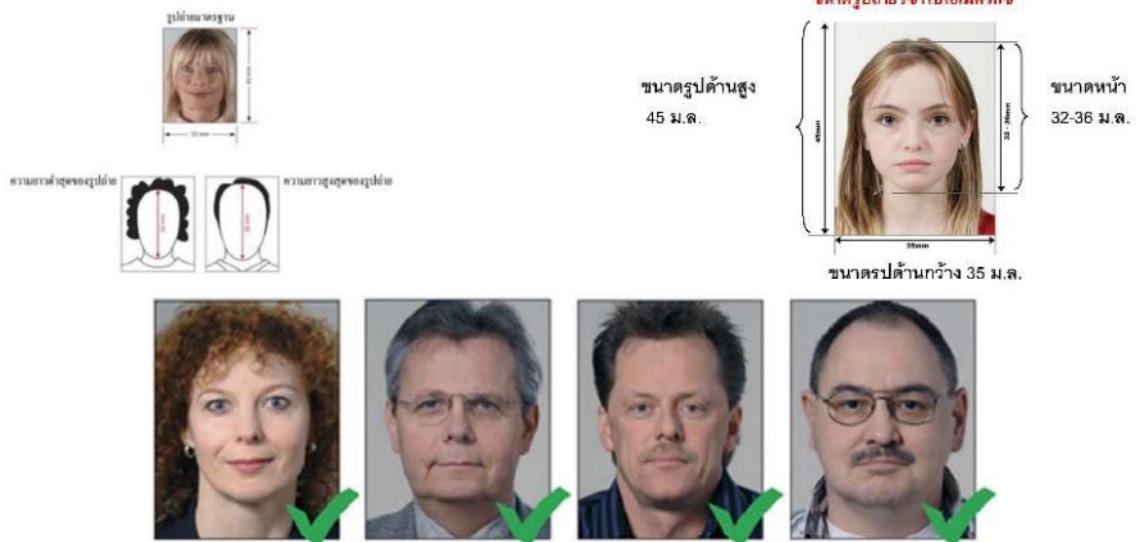 รูปถ่ายมาตรฐาน
45 mm
35 mm
ความยาวต่ำสุดของรูปถ่าย
ความยาวสูงสุดของรูปถ่าย
ขนาดรูปด้านสูง
45 ม.ล.
45mm
32 - 36mm
ขนาดหน้า
32-36 ม.ล.
35mm
ขนาดรูปด้านกว้าง 35 ม.ล.